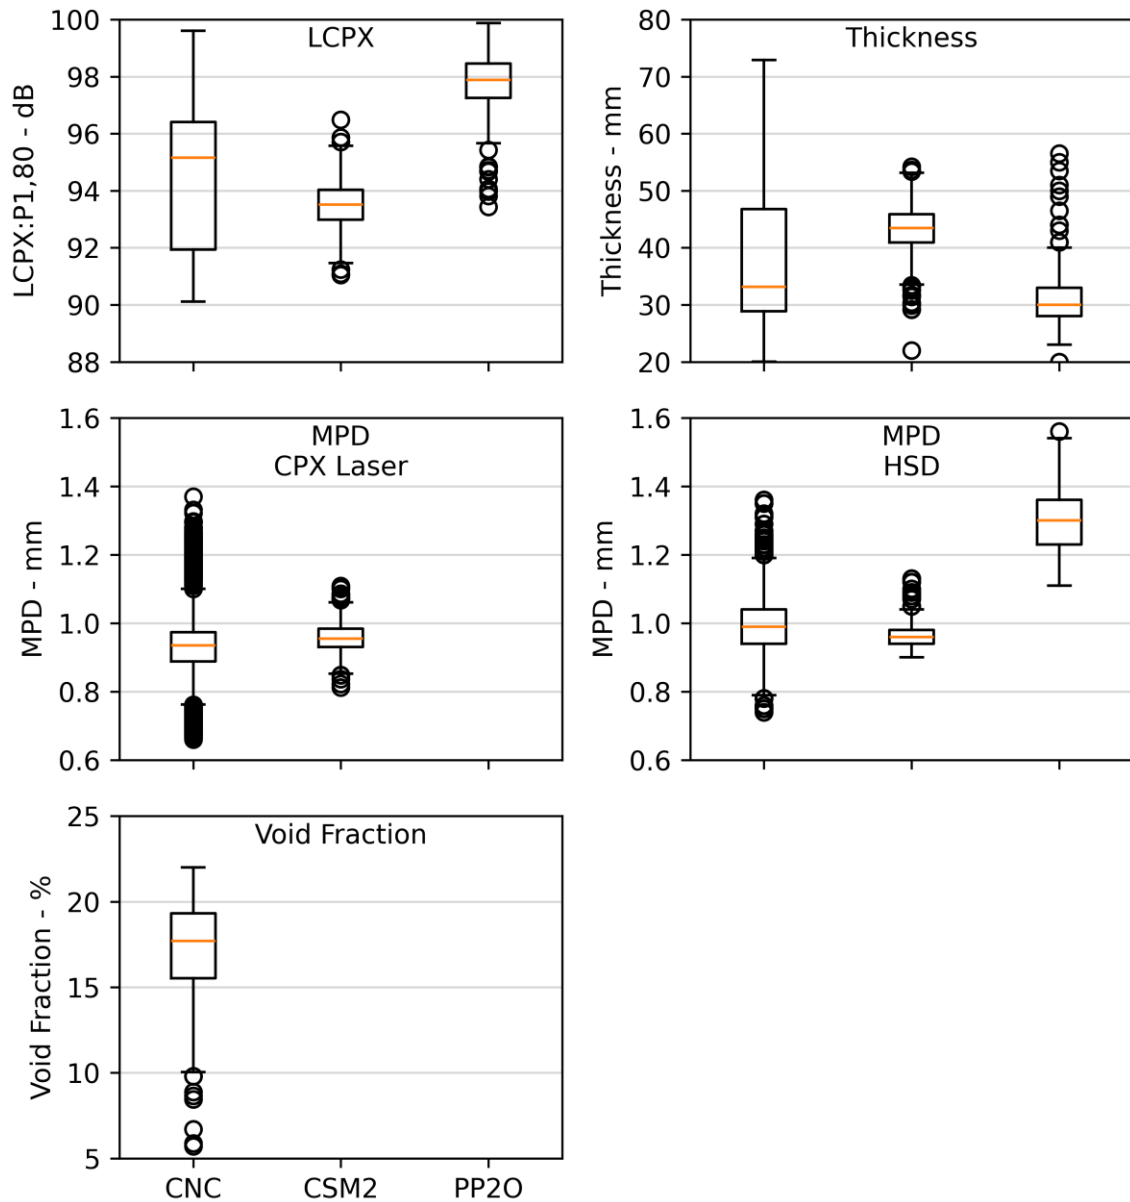 LCPX
LCPX:P1,80 - dB
100
98
96
94
92
90
88
Thickness
Thickness - mm
80
70
60
50
40
30
20
MPD
CPX Laser
MPD - mm
1.6
1.4
1.2
1.0
0.8
0.6
MPD
HSD
MPD - mm
1.6
1.4
1.2
1.0
0.8
0.6
Void Fraction
Void Fraction - %
25
20
15
10
5
CNC CSM2 PP2O